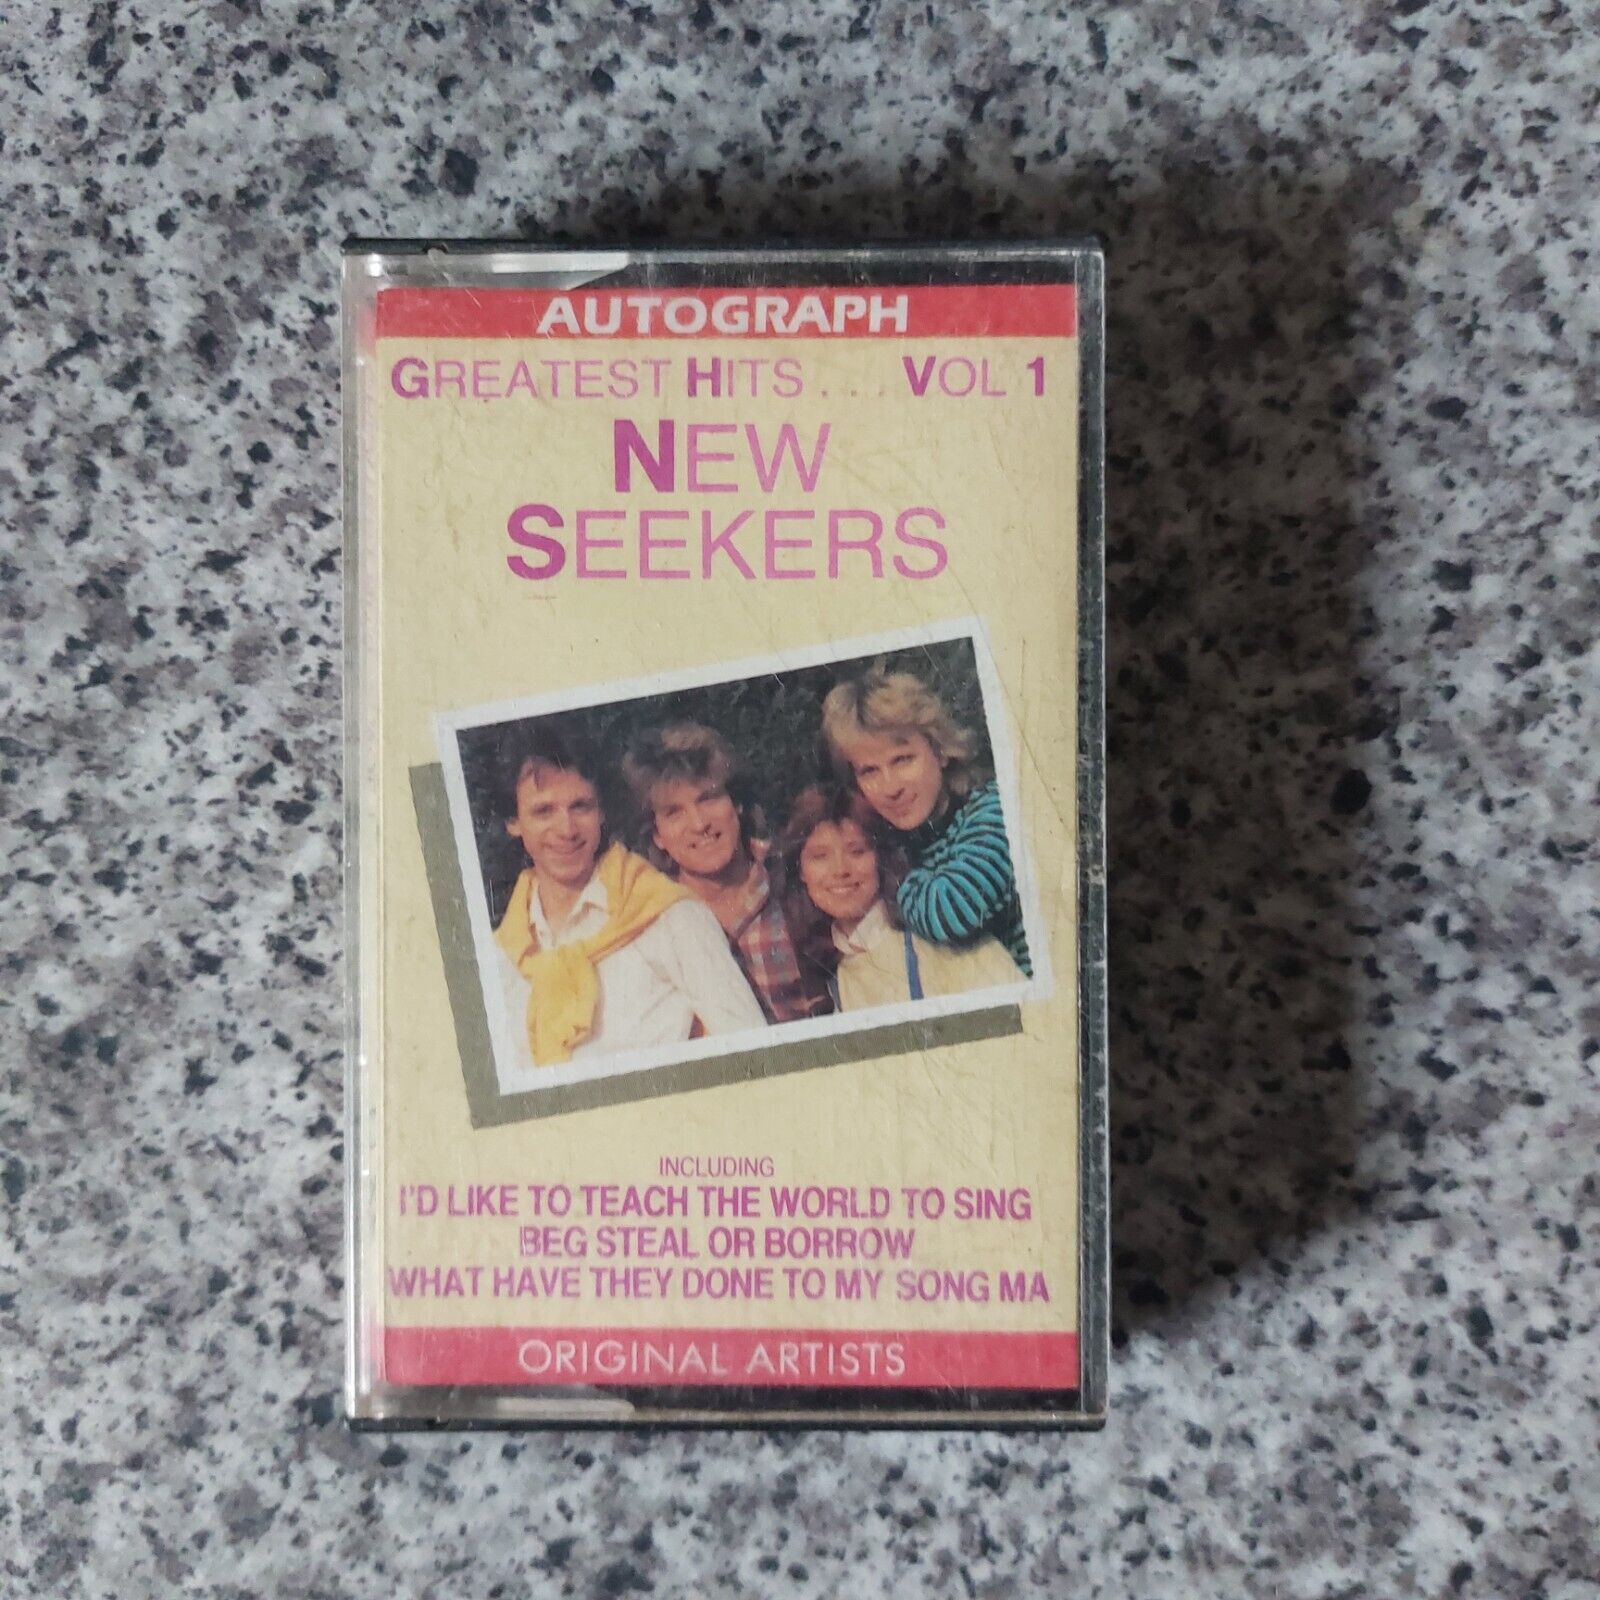 AUTOGRAPH
GREATEST HITS . . . VOL 1
NEW
SEEKERS
INCLUDING
I'D LIKE TO TEACH THE WORLD TO SING
BEG STEAL OR BORROW
WHAT HAVE THEY DONE TO MY SONG MA
ORIGINAL ARTISTS